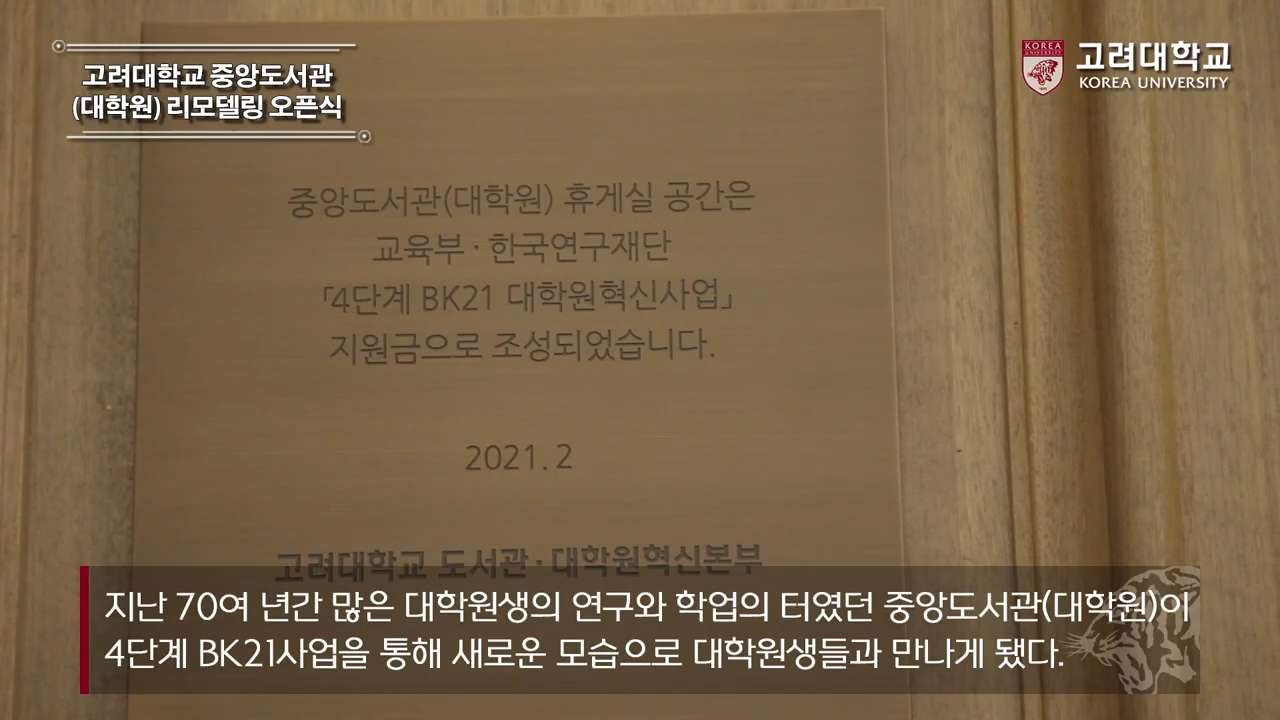 고려대학교 중앙도서관
(대학원) 리모델링 오픈식
KOREA
UNIVERSITY
고려대학교
KOREA UNIVERSITY
중앙도서관(대학원) 휴게실 공간은
교육부·한국연구재단
「4단계 BK21 대학원혁신사업」
지원금으로 조성되었습니다.
2021. 2
고려대학교 도서관·대학원혁신본부
지난 70여 년간 많은 대학원생의 연구와 학업의 터였던 중앙도서관(대학원)이
4단계 BK21사업을 통해 새로운 모습으로 대학원생들과 만나게 됐다.